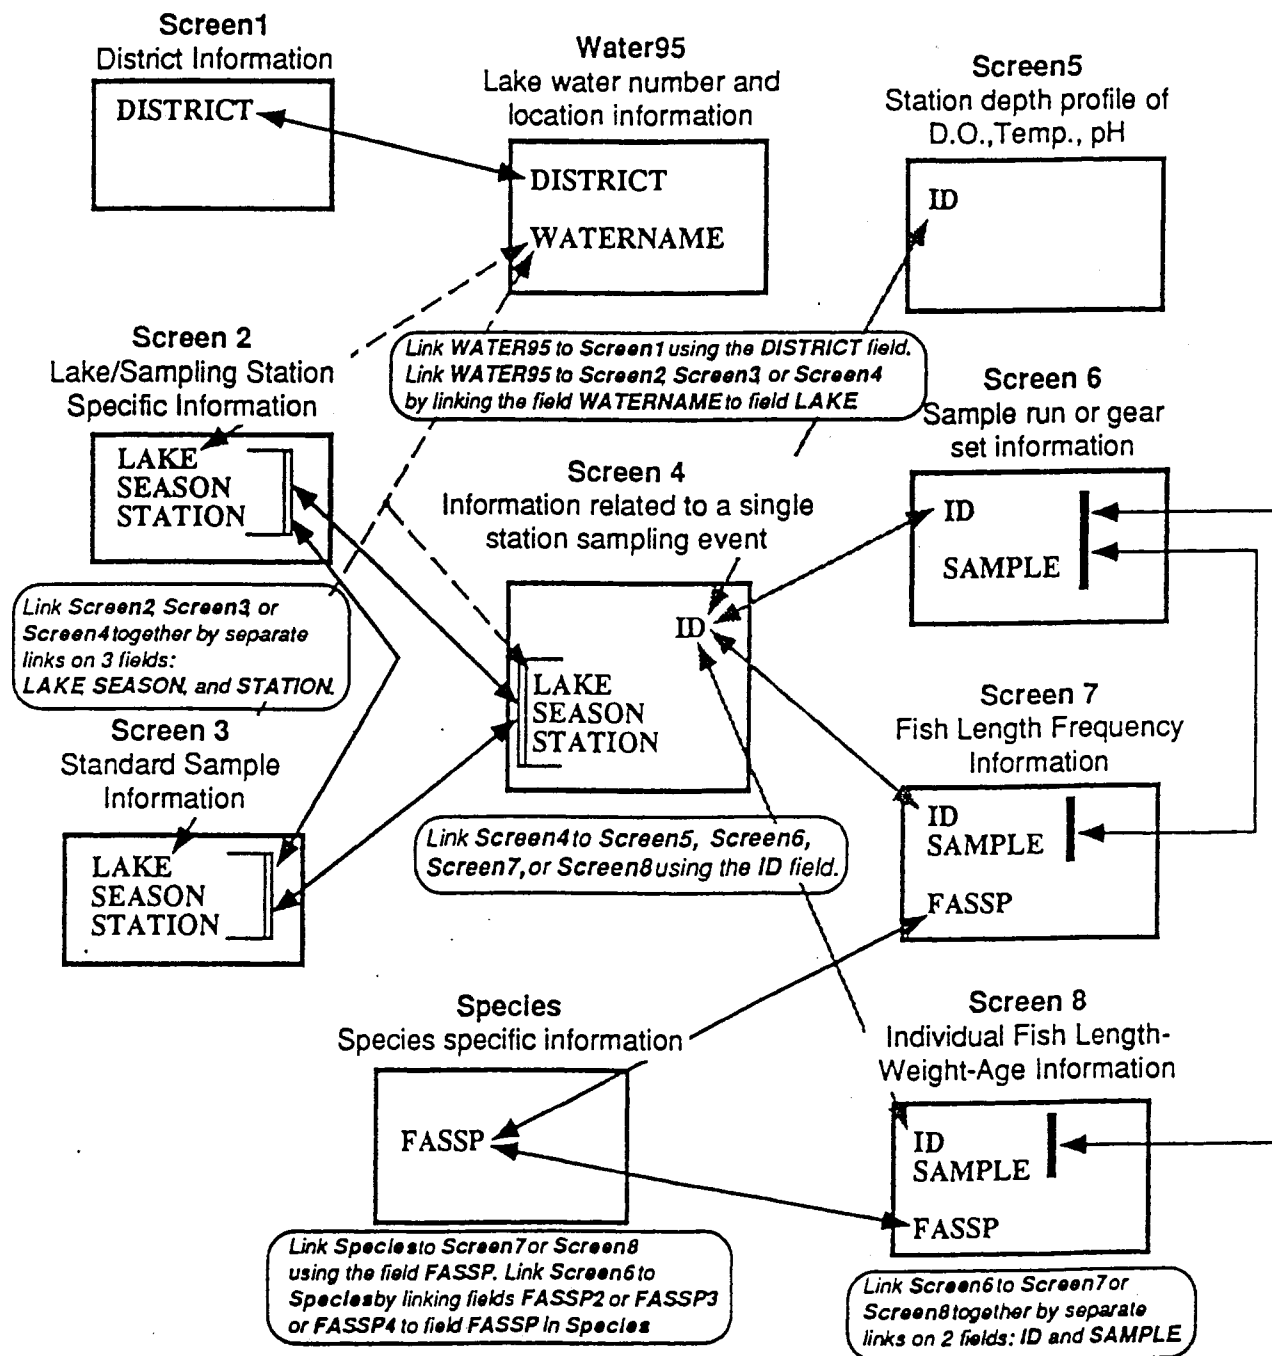 Screen1
District Information
DISTRICT
Water95
Lake water number and
location information
DISTRICT
WATERNAME
Screen5
Station depth profile of
D.O.,Temp., pH
ID
Link WATER95 to Screen1 using the DISTRICT field.
Link WATER95 to Screen2, Screen3, or Screen4
by linking the field WATERNAME to field LAKE
Screen 2
Lake/Sampling Station
Specific Information
LAKE
SEASON
STATION
Link Screen2, Screen3, or
Screen4 together by separate
links on 3 fields:
LAKE, SEASON, and STATION.
Screen 3
Standard Sample
Information
LAKE
SEASON
STATION
Screen 4
Information related to a single
station sampling event
ID
LAKE
SEASON
STATION
Link Screen4 to Screen5, Screen6,
Screen7, or Screen8 using the ID field.
Screen 6
Sample run or gear
set information
ID
SAMPLE
Screen 7
Fish Length Frequency
Information
ID
SAMPLE
FASSP
Species
Species specific information
FASSP
Link Species to Screen7 or Screen8
using the field FASSP. Link Screen6 to
Species by linking fields FASSP2 or FASSP3
or FASSP4 to field FASSP in Species
Screen 8
Individual Fish Length-
Weight-Age Information
ID
SAMPLE
FASSP
Link Screen6 to Screen7 or
Screen8 together by separate
links on 2 fields: ID and SAMPLE